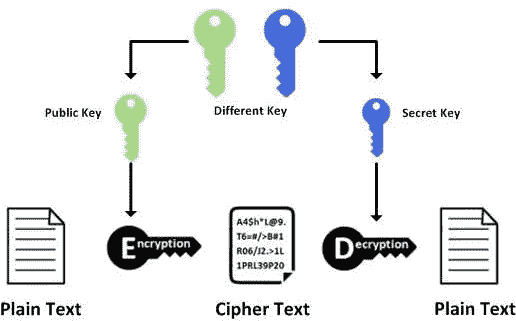 Public Key
Different Key
Secret Key
Encryption
A4$h*L@9.
T6=#/>B#1
R06/J2.>1L
1PRL39P20
Decryption
Plain Text
Cipher Text
Plain Text